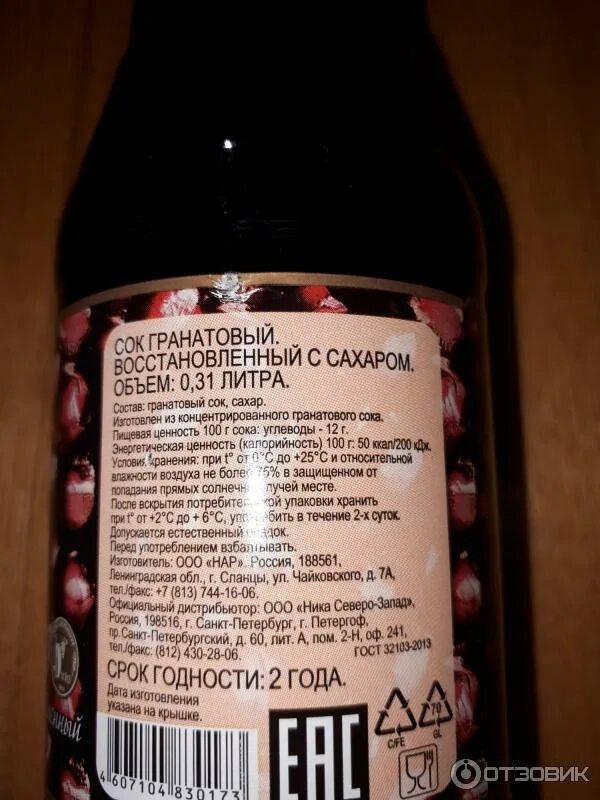 СОК ГРАНАТОВЫЙ.
ВОССТАНОВЛЕННЫЙ С САХАРОМ.
ОБЪЕМ: 0,31 ЛИТРА.
Состав: гранатовый сок, сахар.
Изготовлен из концентрированного гранатового сока.
Пищевая ценность 100 г сока: углеводы - 12 г.
Энергетическая ценность (калорийность) 100 г: 50 ккал/200 кДж.
Условия хранения: при t° от 0°С до +25°С и относительной
влажности воздуха не более 75% в защищенном от
попадания прямых солнечных лучей месте.
После вскрытия потребительской упаковки хранить
при t° от +2°С до + 6°С, употребить в течение 2-х суток.
Допускается естественный осадок.
Перед употреблением взбалтывать.
Изготовитель: ООО «НАР». Россия, 188561,
Ленинградская обл., г. Сланцы, ул. Чайковского, д. 7А,
тел./факс: +7 (813) 744-16-06.
Официальный дистрибьютор: ООО «Ника Северо-Запад»,
Россия, 198516, г. Санкт-Петербург, г. Петергоф,
пр. Санкт-Петербургский, д. 60, лит. А, пом. 2-Н, оф. 241,
тел./факс: (812) 430-28-06.
ГОСТ 32103-2013
СРОК ГОДНОСТИ: 2 ГОДА.
Дата изготовления
указана на крышке.
4607104830173
EAC
C/FE
70
GL
ОТЗОВИК